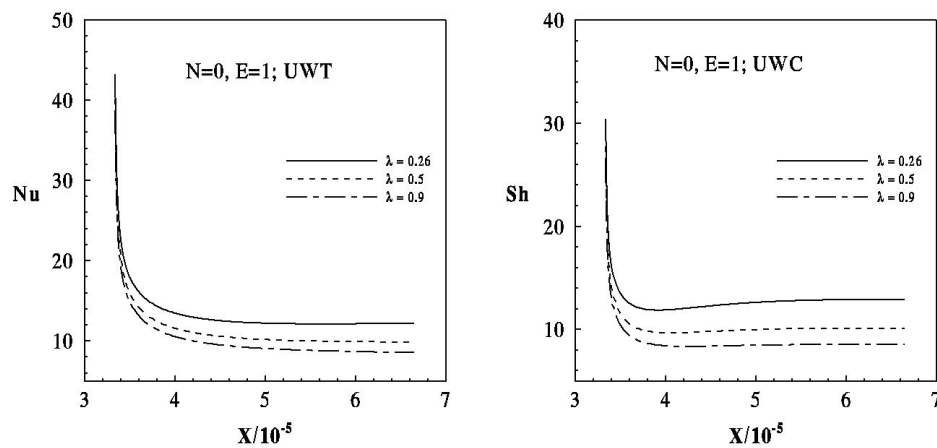 50
40
30
20
10
Nu
N=0, E=1; UWT
λ = 0.26
λ = 0.5
λ = 0.9
3 4 5 6 7
X/10⁻⁵
40
30
20
10
Sh
N=0, E=1; UWC
λ = 0.26
λ = 0.5
λ = 0.9
3 4 5 6 7
X/10⁻⁵